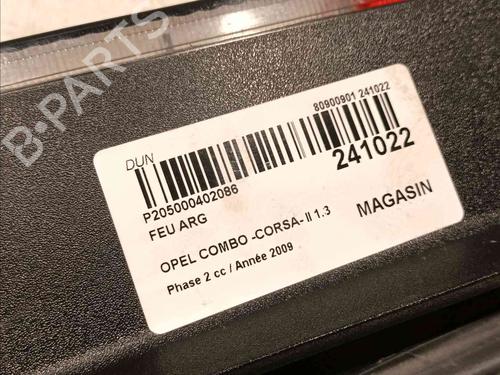 B-PARTS
DUN
80900901 241022
P205000402086
241022
FEU ARG
MAGASIN
OPEL COMBO -CORSA- II 1.3
Phase 2 cc / Année 2009